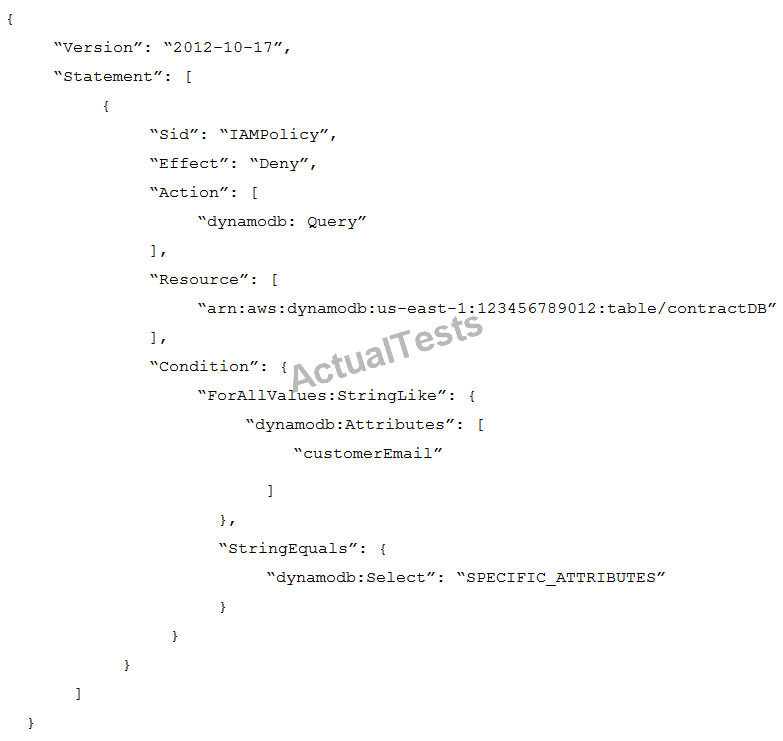 {
“Version”: “2012-10-17”,
“Statement”: [
{
“Sid”: “IAMPolicy”,
“Effect”: “Deny”,
“Action”: [
“dynamodb: Query”
],
“Resource”: [
“arn:aws:dynamodb:us-east-1:123456789012:table/contractDB”
],
“Condition”: {
ActualTests
“ForAllValues:StringLike”: {
“dynamodb:Attributes”: [
“customerEmail”
]
},
“StringEquals”: {
“dynamodb:Select”: “SPECIFIC_ATTRIBUTES”
}
}
}
]
}